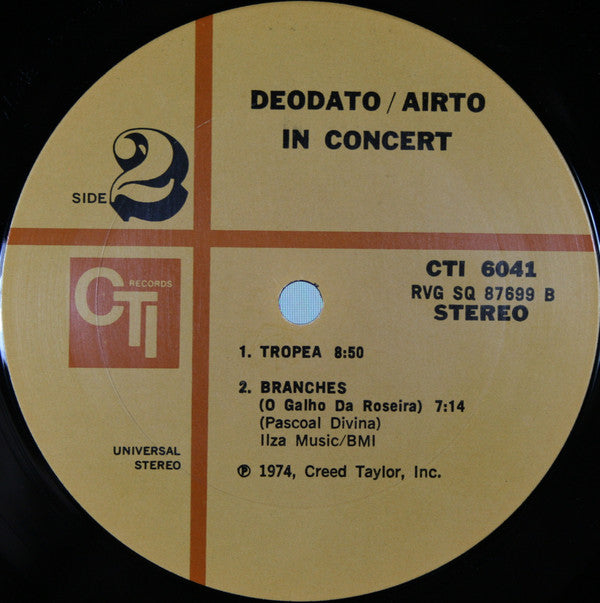 DEODATO / AIRTO
IN CONCERT
SIDE 2
CTI RECORDS
CTI 6041
RVG SQ 87699 B
STEREO
1. TROPEA 8:50
2. BRANCHES
(O Galho Da Roseira) 7:14
(Pascoal Divina)
Ilza Music/BMI
UNIVERSAL
STEREO
℗ 1974, Creed Taylor, Inc.